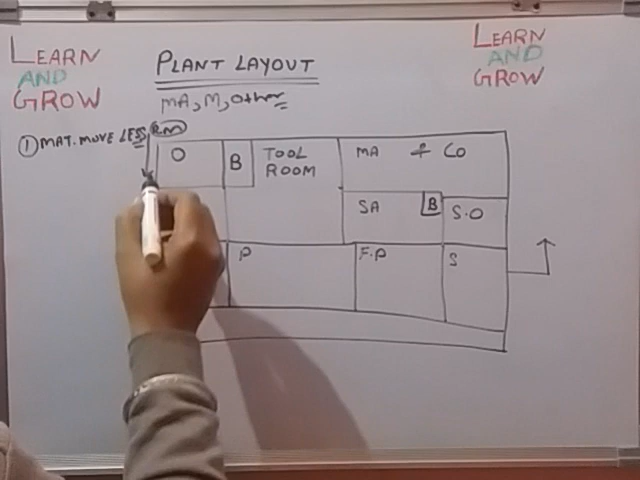 LEARN
AND
GROW
PLANT LAYOUT
MA, M, Other
LEARN
AND
GROW
① MAT. MOVE LESS RM
O
B
TOOL
ROOM
MA & CO
SA
B
S.O
P
F.P
S